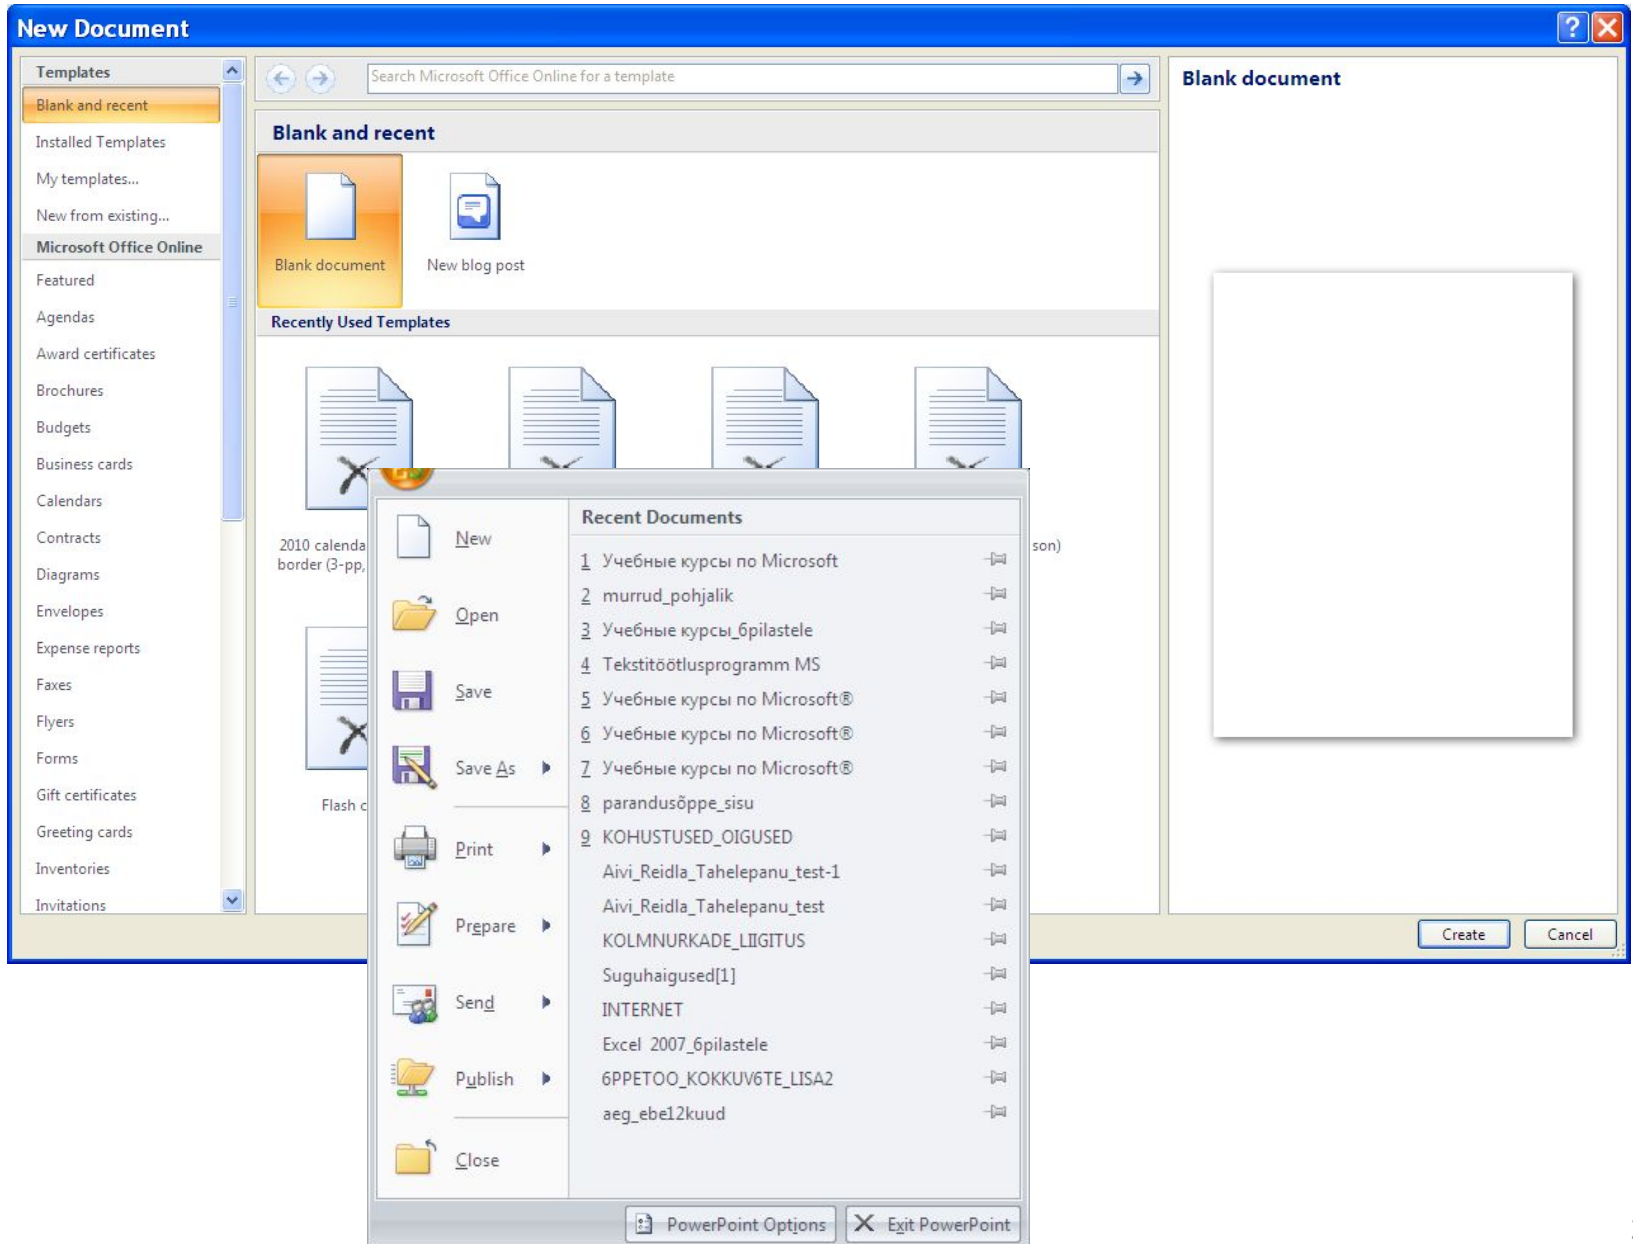 New Document
Templates
Blank and recent
Installed Templates
My templates...
New from existing...
Microsoft Office Online
Featured
Agendas
Award certificates
Brochures
Budgets
Business cards
Calendars
Contracts
Diagrams
Envelopes
Expense reports
Faxes
Flyers
Forms
Gift certificates
Greeting cards
Inventories
Invitations
Search Microsoft Office Online for a template
Blank and recent
Blank document
New blog post
Recently Used Templates
2010 calenda
border (3-pp,
son)
Flash c
Blank document
Create
Cancel
New
Open
Save
Save As
Print
Prepare
Send
Publish
Close
Recent Documents
1 Учебные курсы по Microsoft
2 murrud_pohjalik
3 Учебные курсы_6pilastele
4 Tekstitöötlusprogramm MS
5 Учебные курсы по Microsoft®
6 Учебные курсы по Microsoft®
7 Учебные курсы по Microsoft®
8 parandusõppe_sisu
9 KOHUSTUSED_OIGUSED
Aivi_Reidla_Tahelepanu_test-1
Aivi_Reidla_Tahelepanu_test
KOLMNURKADE_LIIGITUS
Suguhaigused[1]
INTERNET
Excel 2007_6pilastele
6PPETOO_KOKKUV6TE_LISA2
aeg_ebe12kuud
PowerPoint Options
Exit PowerPoint